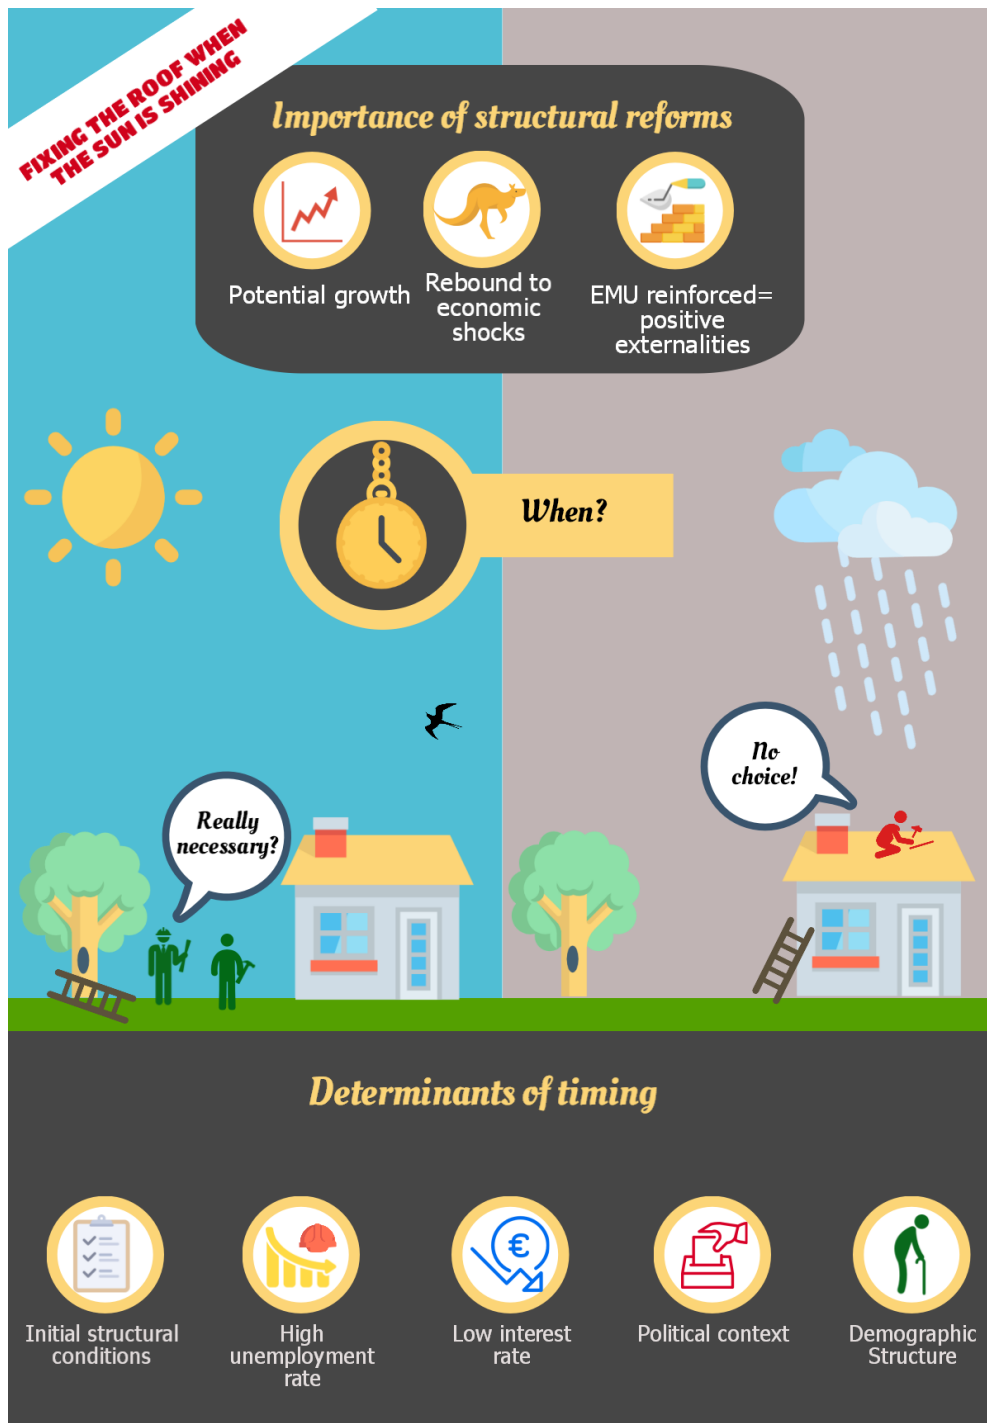 FIXING THE ROOF WHEN
THE SUN IS SHINING
Importance of structural reforms
Potential growth
Rebound to
economic
shocks
EMU reinforced=
positive
externalities
When?
No
choice!
Really
necessary?
Determinants of timing
Initial structural
conditions
High
unemployment
rate
Low interest
rate
Political context
Demographic
Structure